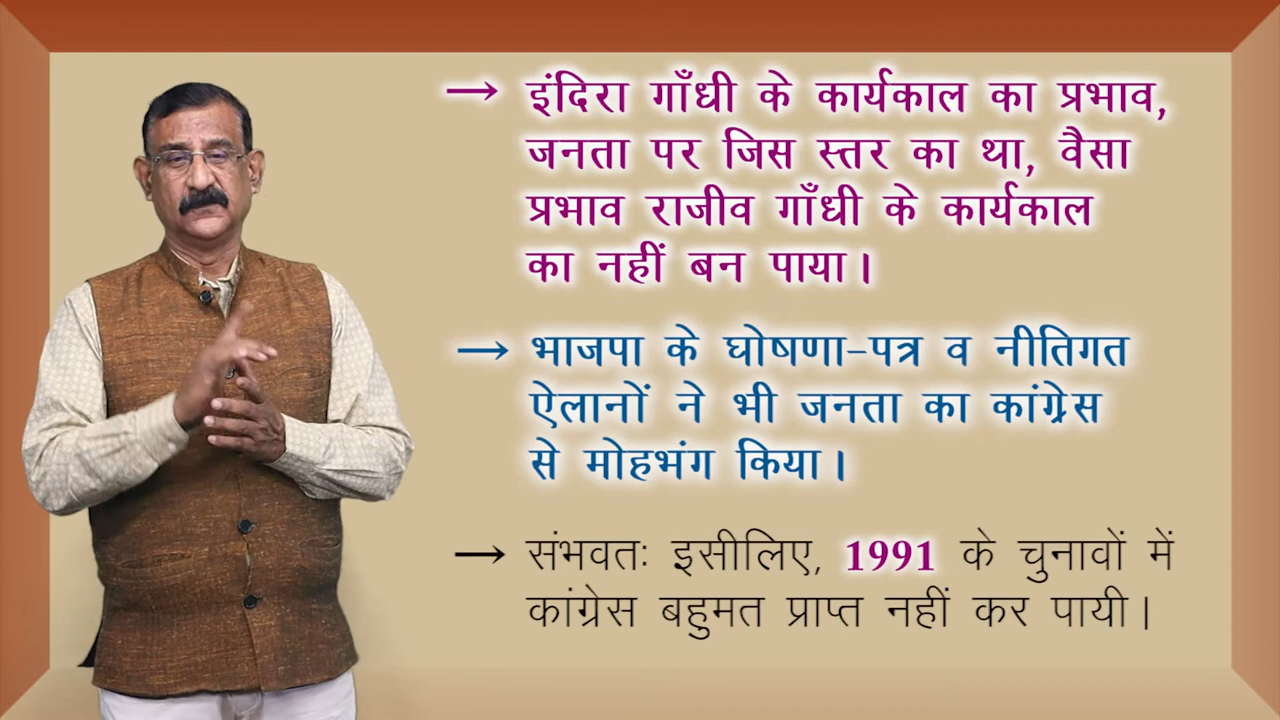 → इंदिरा गाँधी के कार्यकाल का प्रभाव,
जनता पर जिस स्तर का था, वैसा
प्रभाव राजीव गाँधी के कार्यकाल
का नहीं बन पाया।
→ भाजपा के घोषणा-पत्र व नीतिगत
ऐलानों ने भी जनता का कांग्रेस
से मोहभंग किया।
→ संभवतः इसीलिए, 1991 के चुनावों में
कांग्रेस बहुमत प्राप्त नहीं कर पायी।